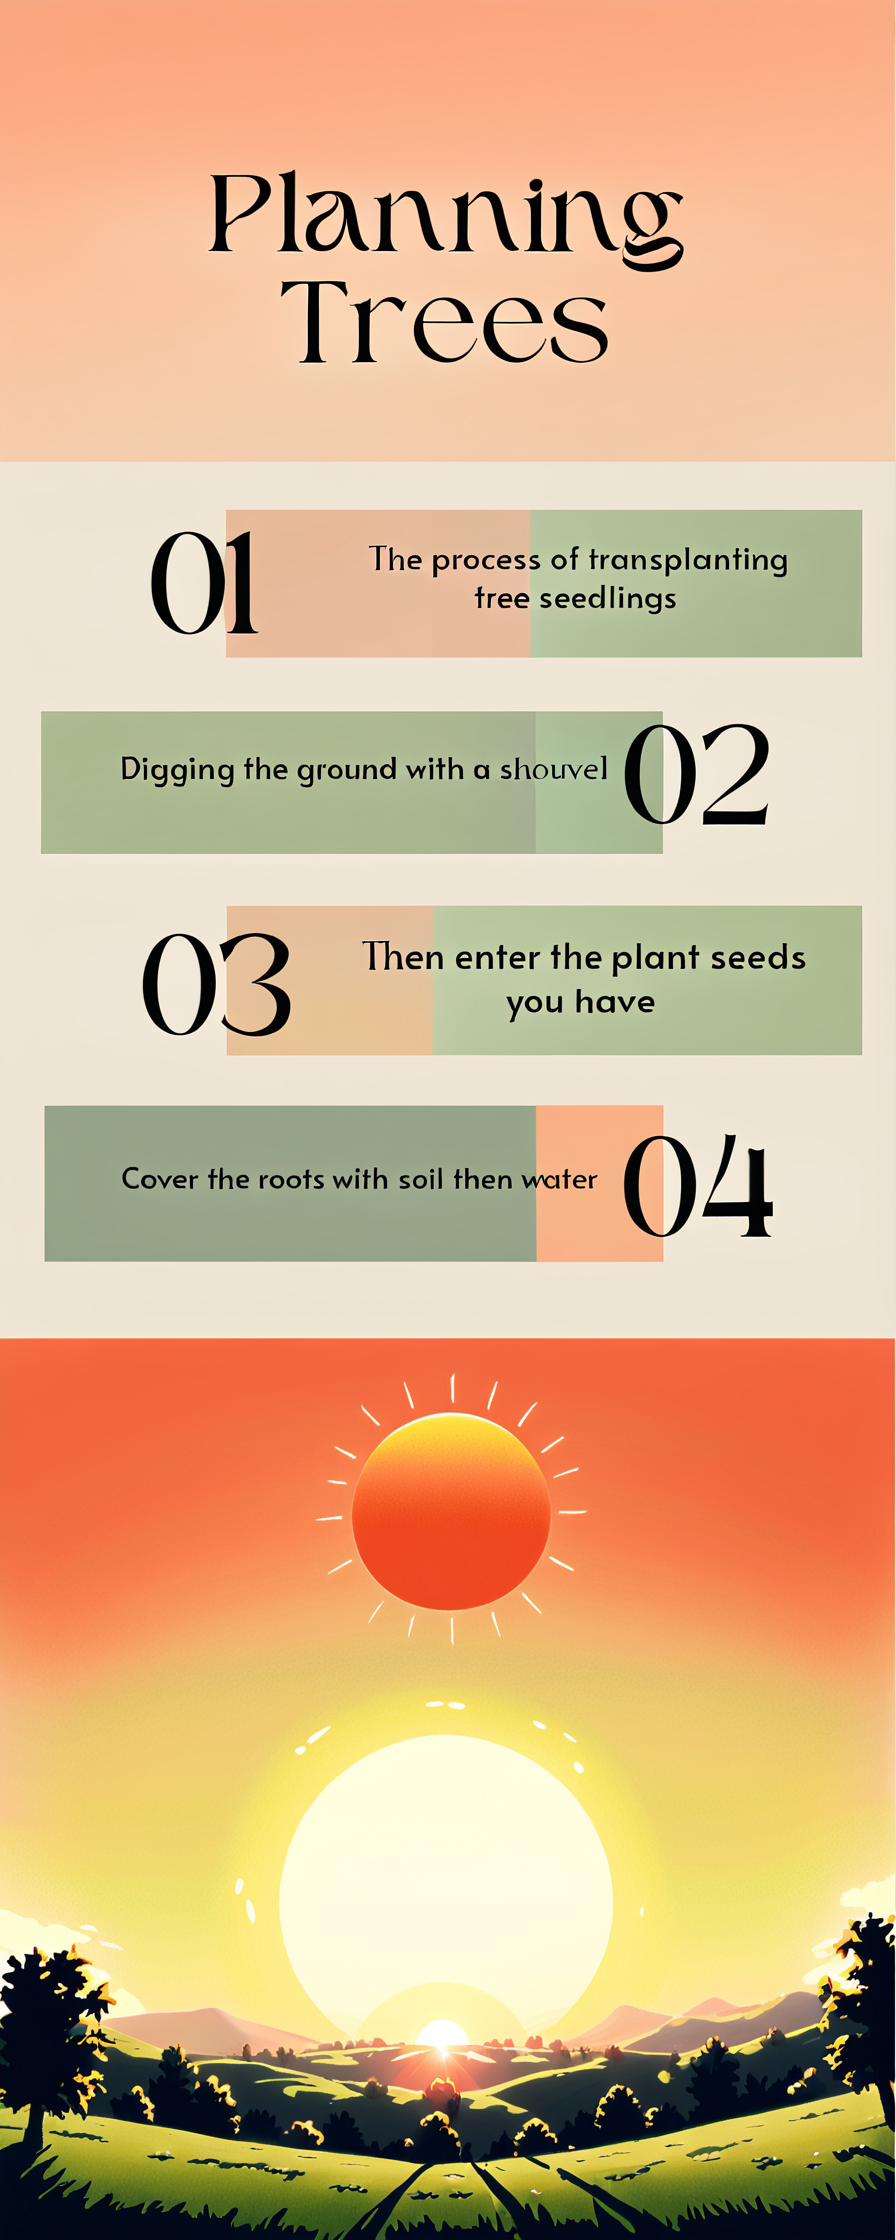 Planning
Trees
01
The process of transplanting
tree seedlings
Digging the ground with a shouvel
02
03
Then enter the plant seeds
you have
Cover the roots with soil then water
04